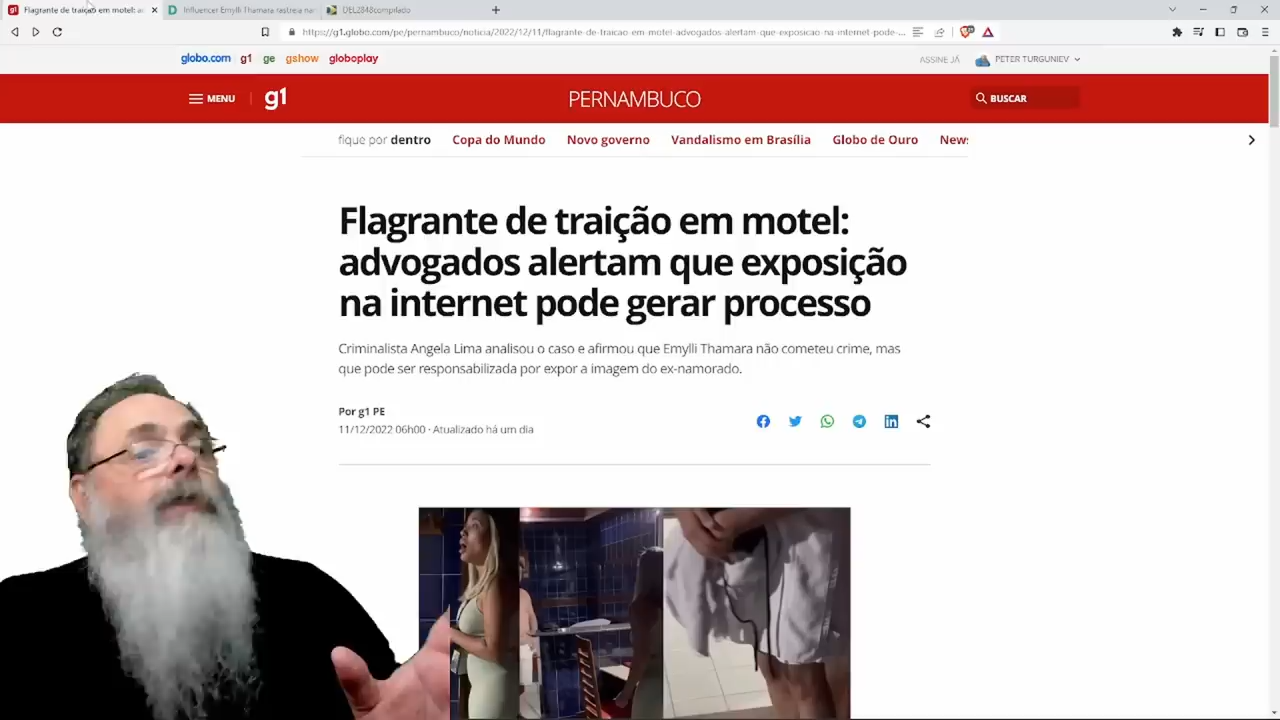 Flagrante de traição em motel: a
Influencer Emylli Thamara rastreia nar
DEL2848compilado
https://g1.globo.com/pe/pernambuco/noticia/2022/12/11/flagrante-de-traicao-em-motel-advogados-alertam-que-exposicao-na-internet-pode-...
globo.com g1 ge gshow globoplay
ASSINE JÁ
PETER TURGUNIEV
MENU
g1
PERNAMBUCO
BUSCAR
fique por dentro Copa do Mundo Novo governo Vandalismo em Brasília Globo de Ouro News
Flagrante de traição em motel:
advogados alertam que exposição
na internet pode gerar processo
Criminalista Angela Lima analisou o caso e afirmou que Emylli Thamara não cometeu crime, mas
que pode ser responsabilizada por expor a imagem do ex-namorado.
Por g1 PE
11/12/2022 06h00 · Atualizado há um dia